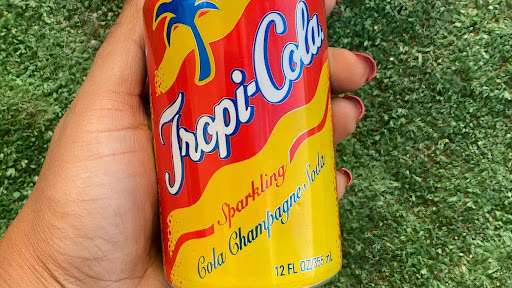 Tropi-Cola.
Sparkling
Cola Champagne Soda
12 FL OZ/355 mL